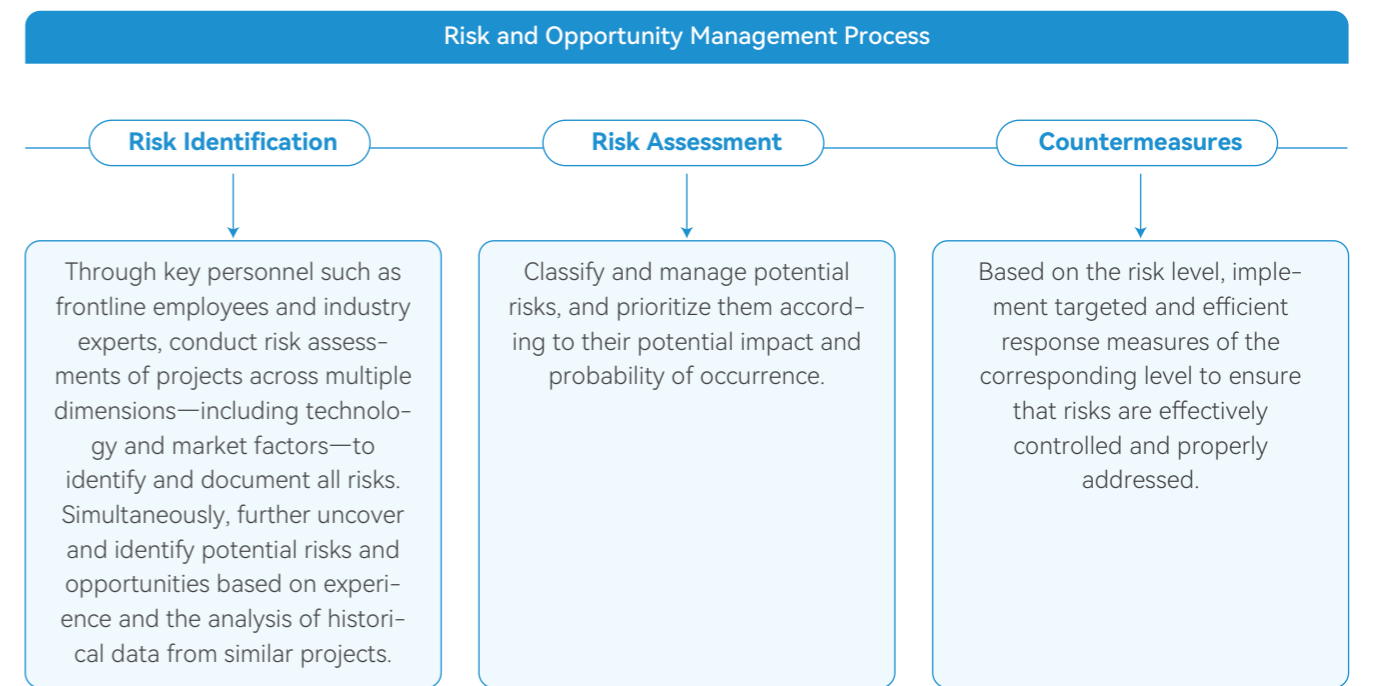 Risk and Opportunity Management Process
Risk Identification
Through key personnel such as
frontline employees and industry
experts, conduct risk assess-
ments of projects across multiple
dimensions—including technolo-
gy and market factors—to
identify and document all risks.
Simultaneously, further uncover
and identify potential risks and
opportunities based on experi-
ence and the analysis of histori-
cal data from similar projects.
Risk Assessment
Classify and manage potential
risks, and prioritize them accord-
ing to their potential impact and
probability of occurrence.
Countermeasures
Based on the risk level, imple-
ment targeted and efficient
response measures of the
corresponding level to ensure
that risks are effectively
controlled and properly
addressed.